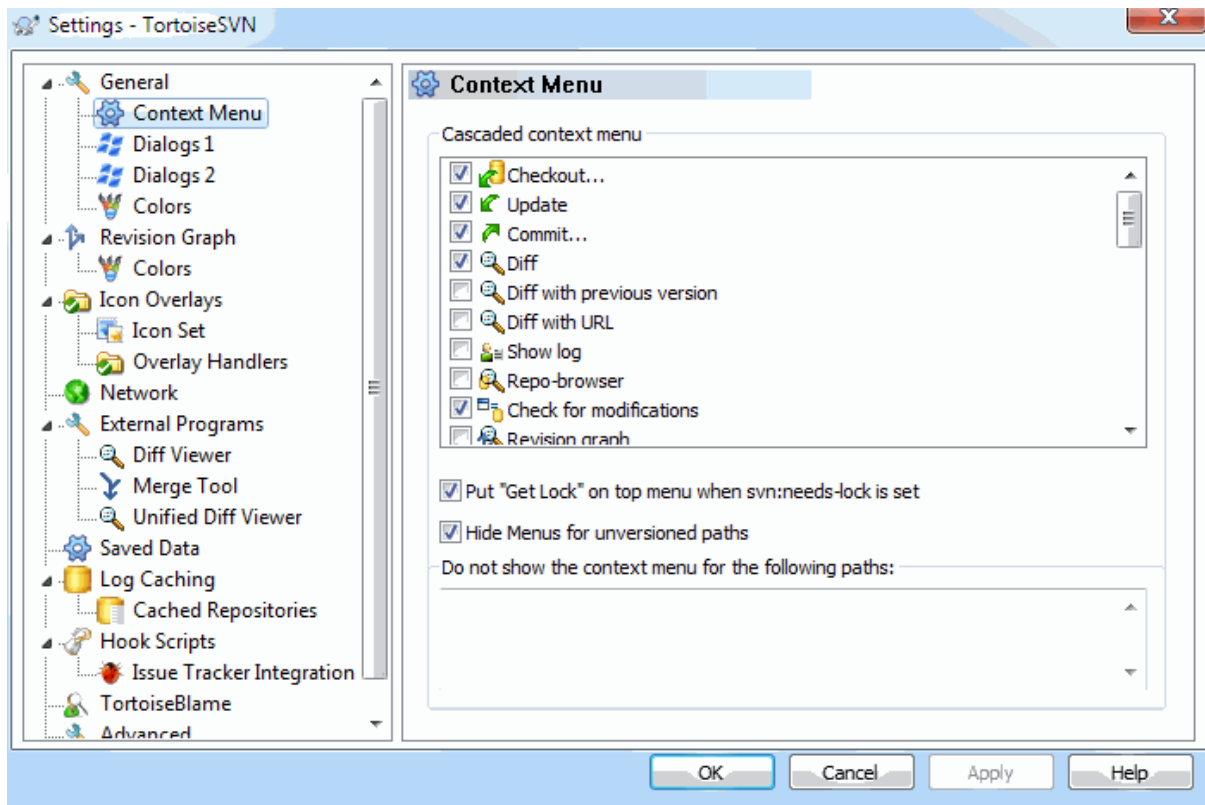 Settings - TortoiseSVN
General
Context Menu
Dialogs 1
Dialogs 2
Colors
Revision Graph
Colors
Icon Overlays
Icon Set
Overlay Handlers
Network
External Programs
Diff Viewer
Merge Tool
Unified Diff Viewer
Saved Data
Log Caching
Cached Repositories
Hook Scripts
Issue Tracker Integration
TortoiseBlame
Advanced
Context Menu
Cascaded context menu
Checkout...
Update
Commit...
Diff
Diff with previous version
Diff with URL
Show log
Repo-browser
Check for modifications
Revision graph
Put "Get Lock" on top menu when svn:needs-lock is set
Hide Menus for unversioned paths
Do not show the context menu for the following paths:
OK
Cancel
Apply
Help